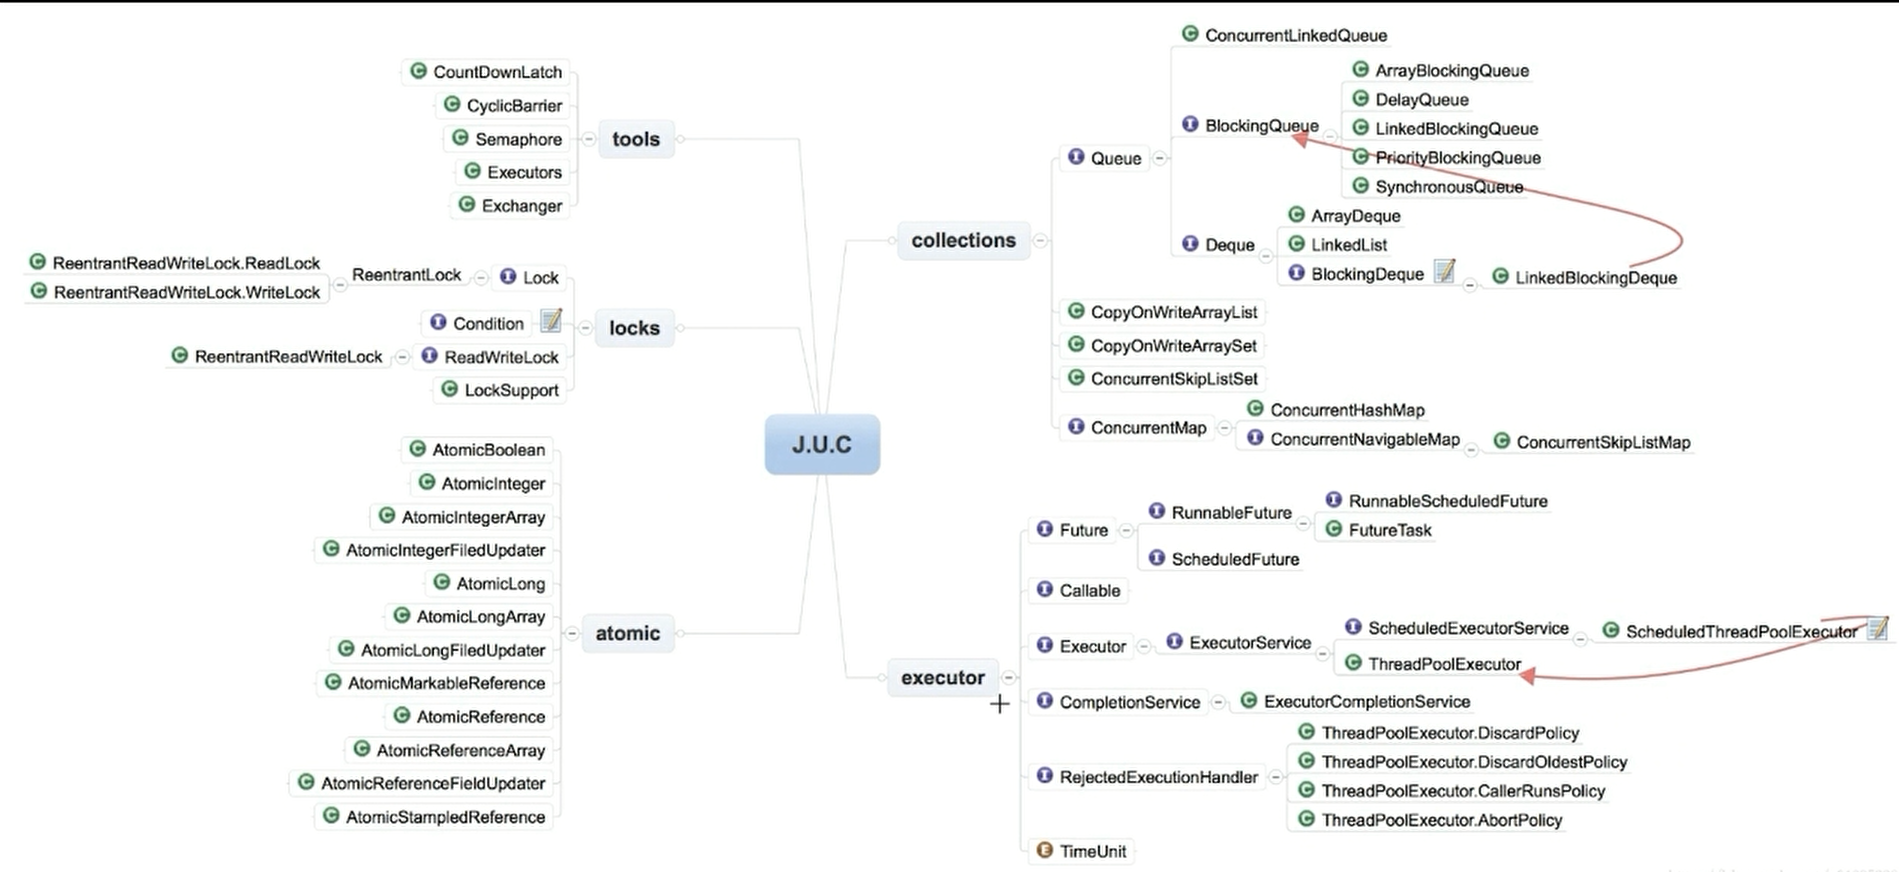 CountDownLatch
CyclicBarrier
Semaphore
Executors
Exchanger
tools
ReentrantReadWriteLock.ReadLock
ReentrantReadWriteLock.WriteLock
ReentrantLock
Lock
Condition
ReentrantReadWriteLock
ReadWriteLock
LockSupport
locks
AtomicBoolean
AtomicInteger
AtomicIntegerArray
AtomicIntegerFiledUpdater
AtomicLong
AtomicLongArray
AtomicLongFiledUpdater
AtomicMarkableReference
AtomicReference
AtomicReferenceArray
AtomicReferenceFieldUpdater
AtomicStampedReference
atomic
J.U.C
collections
Queue
ConcurrentLinkedQueue
BlockingQueue
ArrayBlockingQueue
DelayQueue
LinkedBlockingQueue
PriorityBlockingQueue
SynchronousQueue
Deque
ArrayDeque
LinkedList
BlockingDeque
LinkedBlockingDeque
CopyOnWriteArrayList
CopyOnWriteArraySet
ConcurrentSkipListSet
ConcurrentMap
ConcurrentHashMap
ConcurrentNavigableMap
ConcurrentSkipListMap
executor
Future
RunnableFuture
RunnableScheduledFuture
FutureTask
ScheduledFuture
Callable
Executor
ExecutorService
ScheduledExecutorService
ScheduledThreadPoolExecutor
ThreadPoolExecutor
CompletionService
ExecutorCompletionService
RejectedExecutionHandler
ThreadPoolExecutor.DiscardPolicy
ThreadPoolExecutor.DiscardOldestPolicy
ThreadPoolExecutor.CallerRunsPolicy
ThreadPoolExecutor.AbortPolicy
TimeUnit